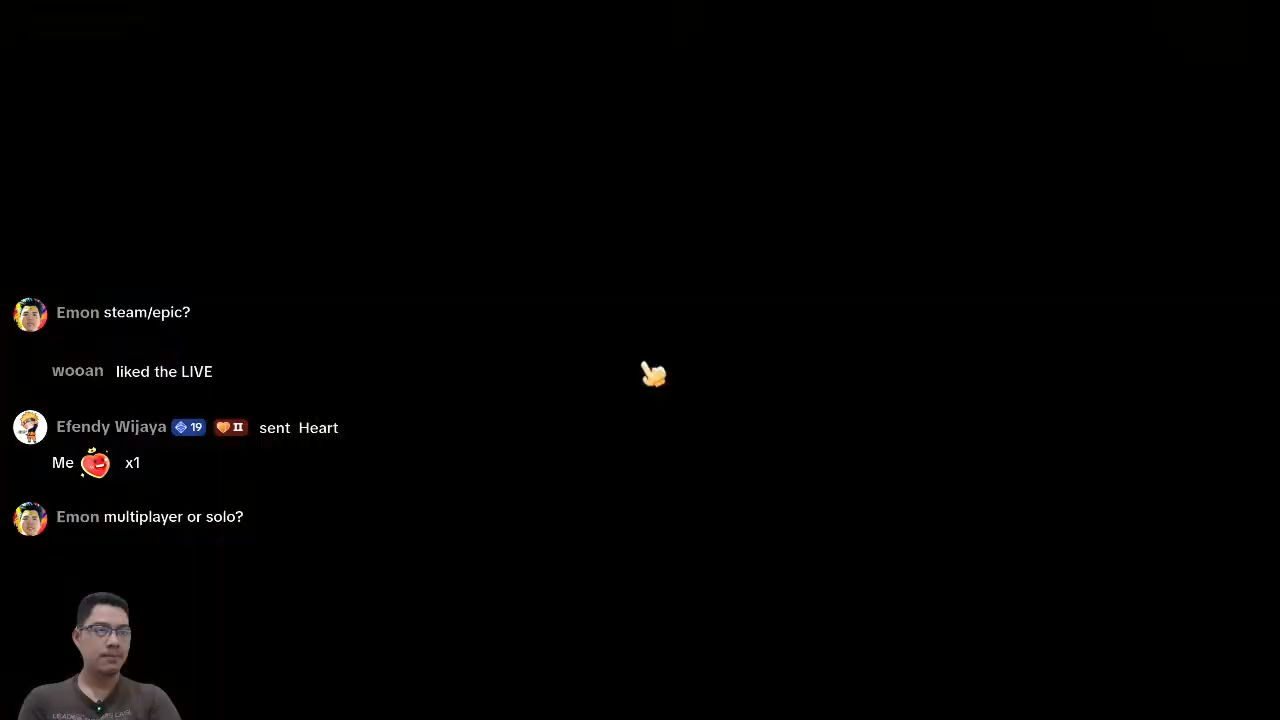 Emon steam/epic?
wooan liked the LIVE
Efendy Wijaya 19 II sent Heart
Me x1
Emon multiplayer or solo?